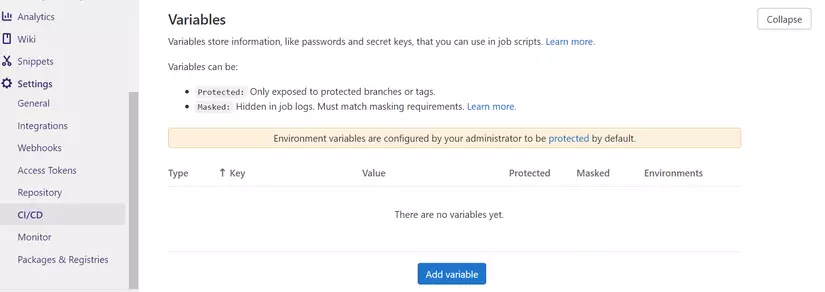 Analytics
Wiki
Snippets
Settings
General
Integrations
Webhooks
Access Tokens
Repository
CI/CD
Monitor
Packages & Registries
Variables
Collapse
Variables store information, like passwords and secret keys, that you can use in job scripts. Learn more.
Variables can be:
• Protected: Only exposed to protected branches or tags.
• Masked: Hidden in job logs. Must match masking requirements. Learn more.
Environment variables are configured by your administrator to be protected by default.
Type ↑ Key Value Protected Masked Environments
There are no variables yet.
Add variable